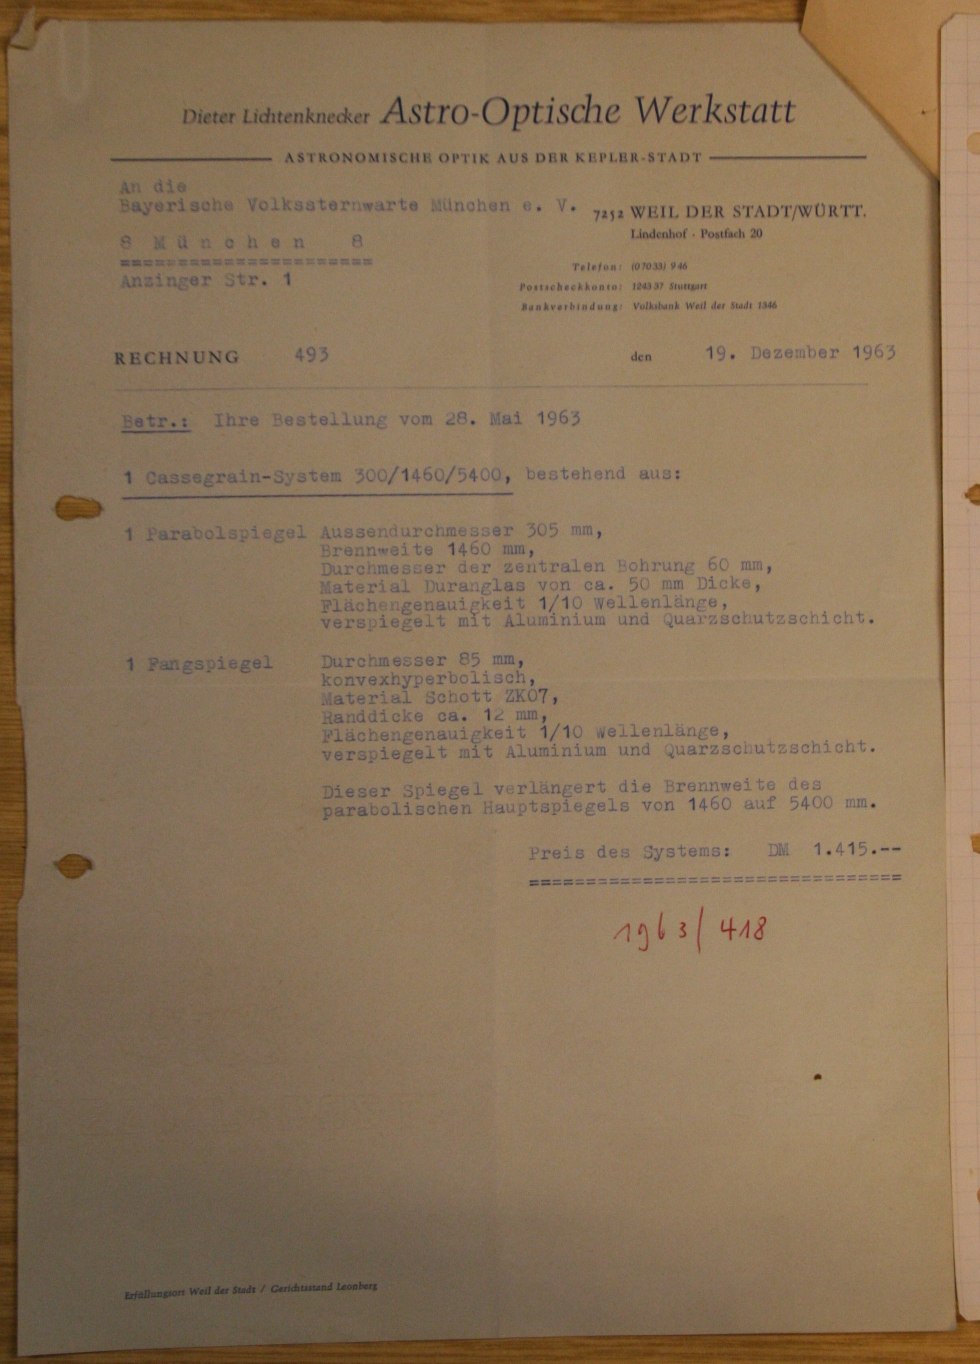 Dieter Lichtenknecker Astro-Optische Werkstatt
ASTRONOMISCHE OPTIK AUS DER KEPLER-STADT
An die
Bayerische Volkssternwarte München e. V.
8 M ü n c h e n 8
======================
Anzinger Str. 1
7252 WEIL DER STADT/WÜRTT.
Lindenhof · Postfach 20
Telefon: (07033) 946
Postscheckkonto: 124337 Stuttgart
Bankverbindung: Volksbank Weil der Stadt 1346
RECHNUNG 493 den 19. Dezember 1963
Betr.: Ihre Bestellung vom 28. Mai 1963
1 Cassegrain-System 300/1460/5400, bestehend aus:
1 Parabolspiegel Aussendurchmesser 305 mm,
Brennweite 1460 mm,
Durchmesser der zentralen Bohrung 60 mm,
Material Duranglas von ca. 50 mm Dicke,
Flächengenauigkeit 1/10 Wellenlänge,
verspiegelt mit Aluminium und Quarzschutzschicht.
1 Fangspiegel Durchmesser 85 mm,
konvexhyperbolisch,
Material Schott ZK07,
Randdicke ca. 12 mm,
Flächengenauigkeit 1/10 Wellenlänge,
verspiegelt mit Aluminium und Quarzschutzschicht.
Dieser Spiegel verlängert die Brennweite des
parabolischen Hauptspiegels von 1460 auf 5400 mm.
Preis des Systems: DM 1.415.--
=================================
1963/418
Erfüllungsort Weil der Stadt / Gerichtsstand Leonberg